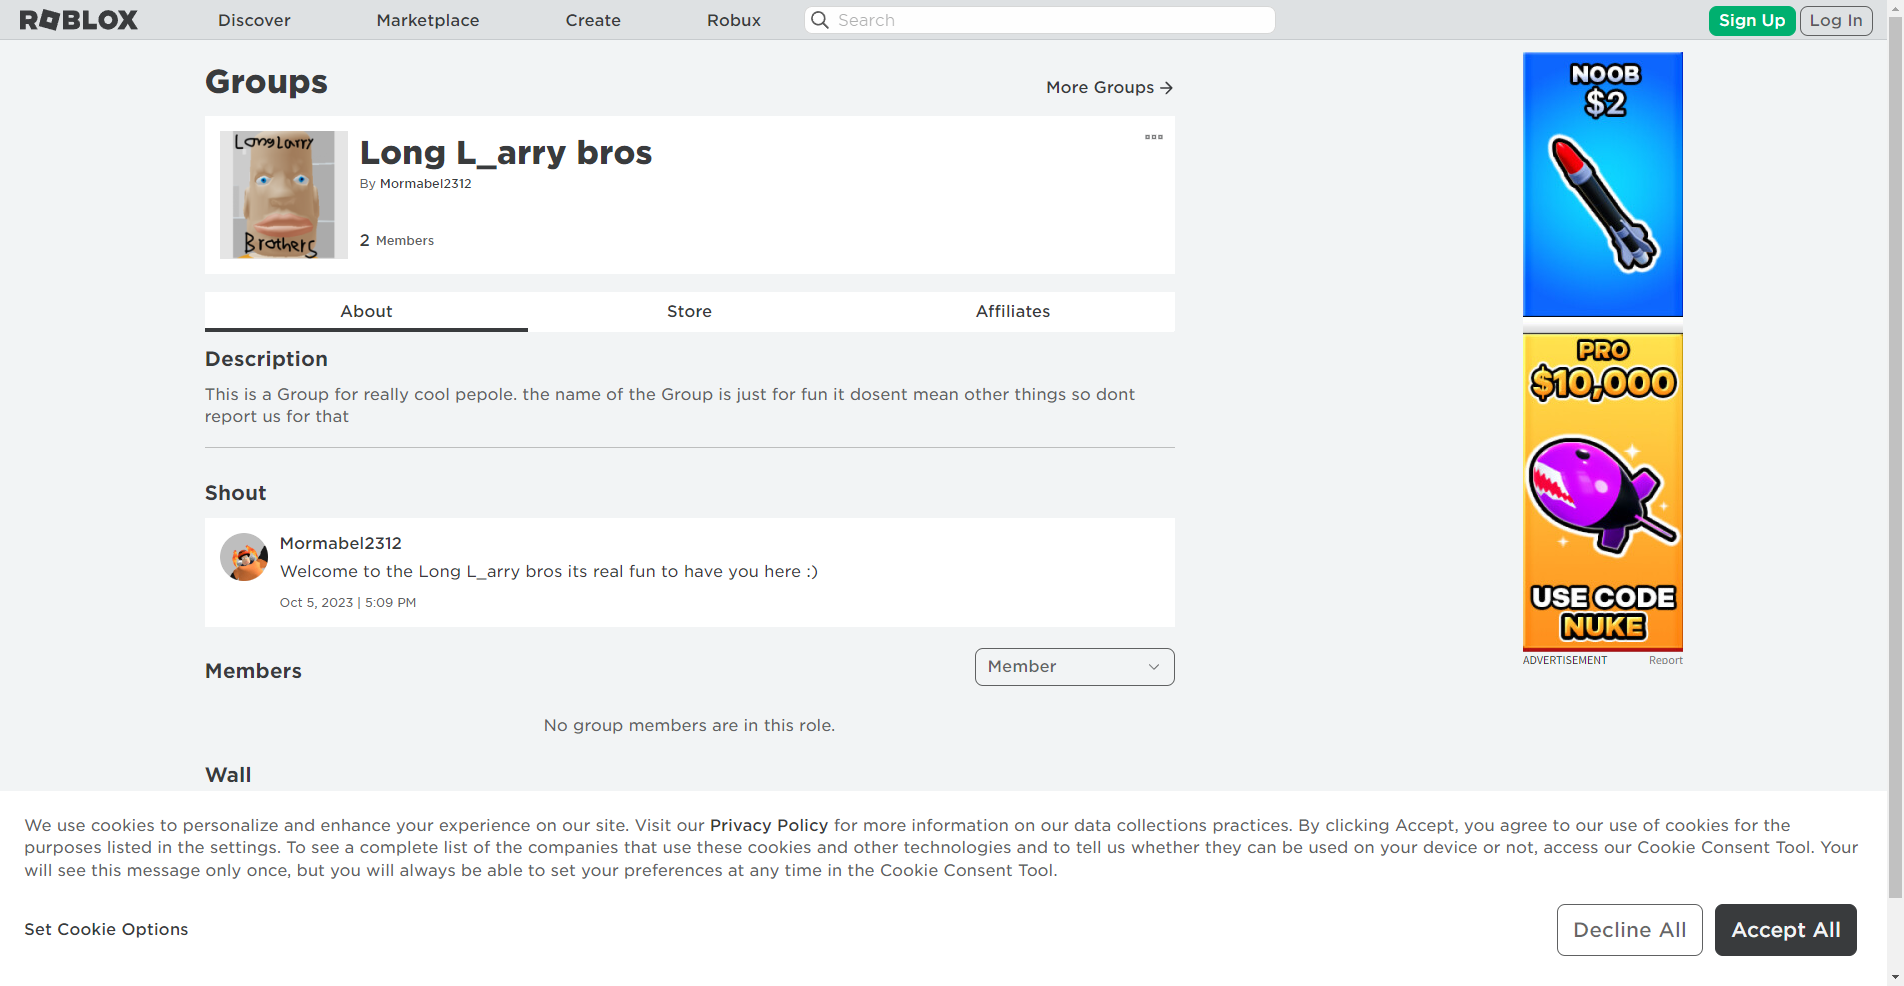 ROBLOX
Discover
Marketplace
Create
Robux
Search
Sign Up
Log In
Groups
More Groups
Long Larry
Brothers
Long L_arry bros
By Mormabel2312
2 Members
About
Store
Affiliates
Description
This is a Group for really cool pepole. the name of the Group is just for fun it dosent mean other things so dont
report us for that
Shout
Mormabel2312
Welcome to the Long L_arry bros its real fun to have you here :)
Oct 5, 2023 | 5:09 PM
Members
Member
No group members are in this role.
Wall
NOOB
$2
PRO
$10,000
USE CODE
NUKE
ADVERTISEMENT
Report
We use cookies to personalize and enhance your experience on our site. Visit our Privacy Policy for more information on our data collections practices. By clicking Accept, you agree to our use of cookies for the
purposes listed in the settings. To see a complete list of the companies that use these cookies and other technologies and to tell us whether they can be used on your device or not, access our Cookie Consent Tool. Your
will see this message only once, but you will always be able to set your preferences at any time in the Cookie Consent Tool.
Set Cookie Options
Decline All
Accept All